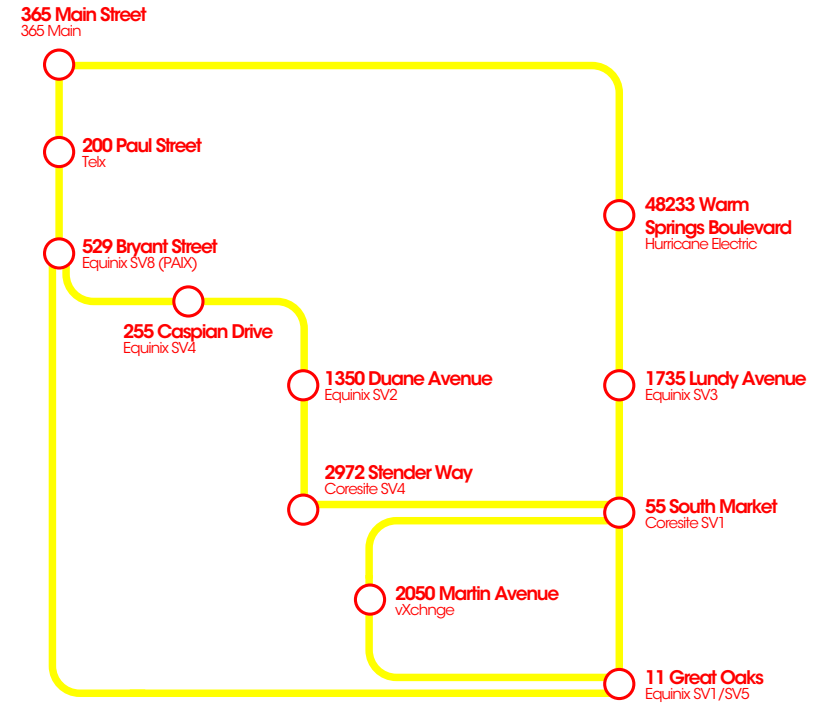 365 Main Street
365 Main
200 Paul Street
Telx
48233 Warm
Springs Boulevard
Hurricane Electric
529 Bryant Street
Equinix SV8 (PAIX)
255 Caspian Drive
Equinix SV4
1350 Duane Avenue
Equinix SV2
1735 Lundy Avenue
Equinix SV3
2972 Stender Way
Coresite SV4
55 South Market
Coresite SV1
2050 Martin Avenue
vXchnge
11 Great Oaks
Equinix SV1/SV5